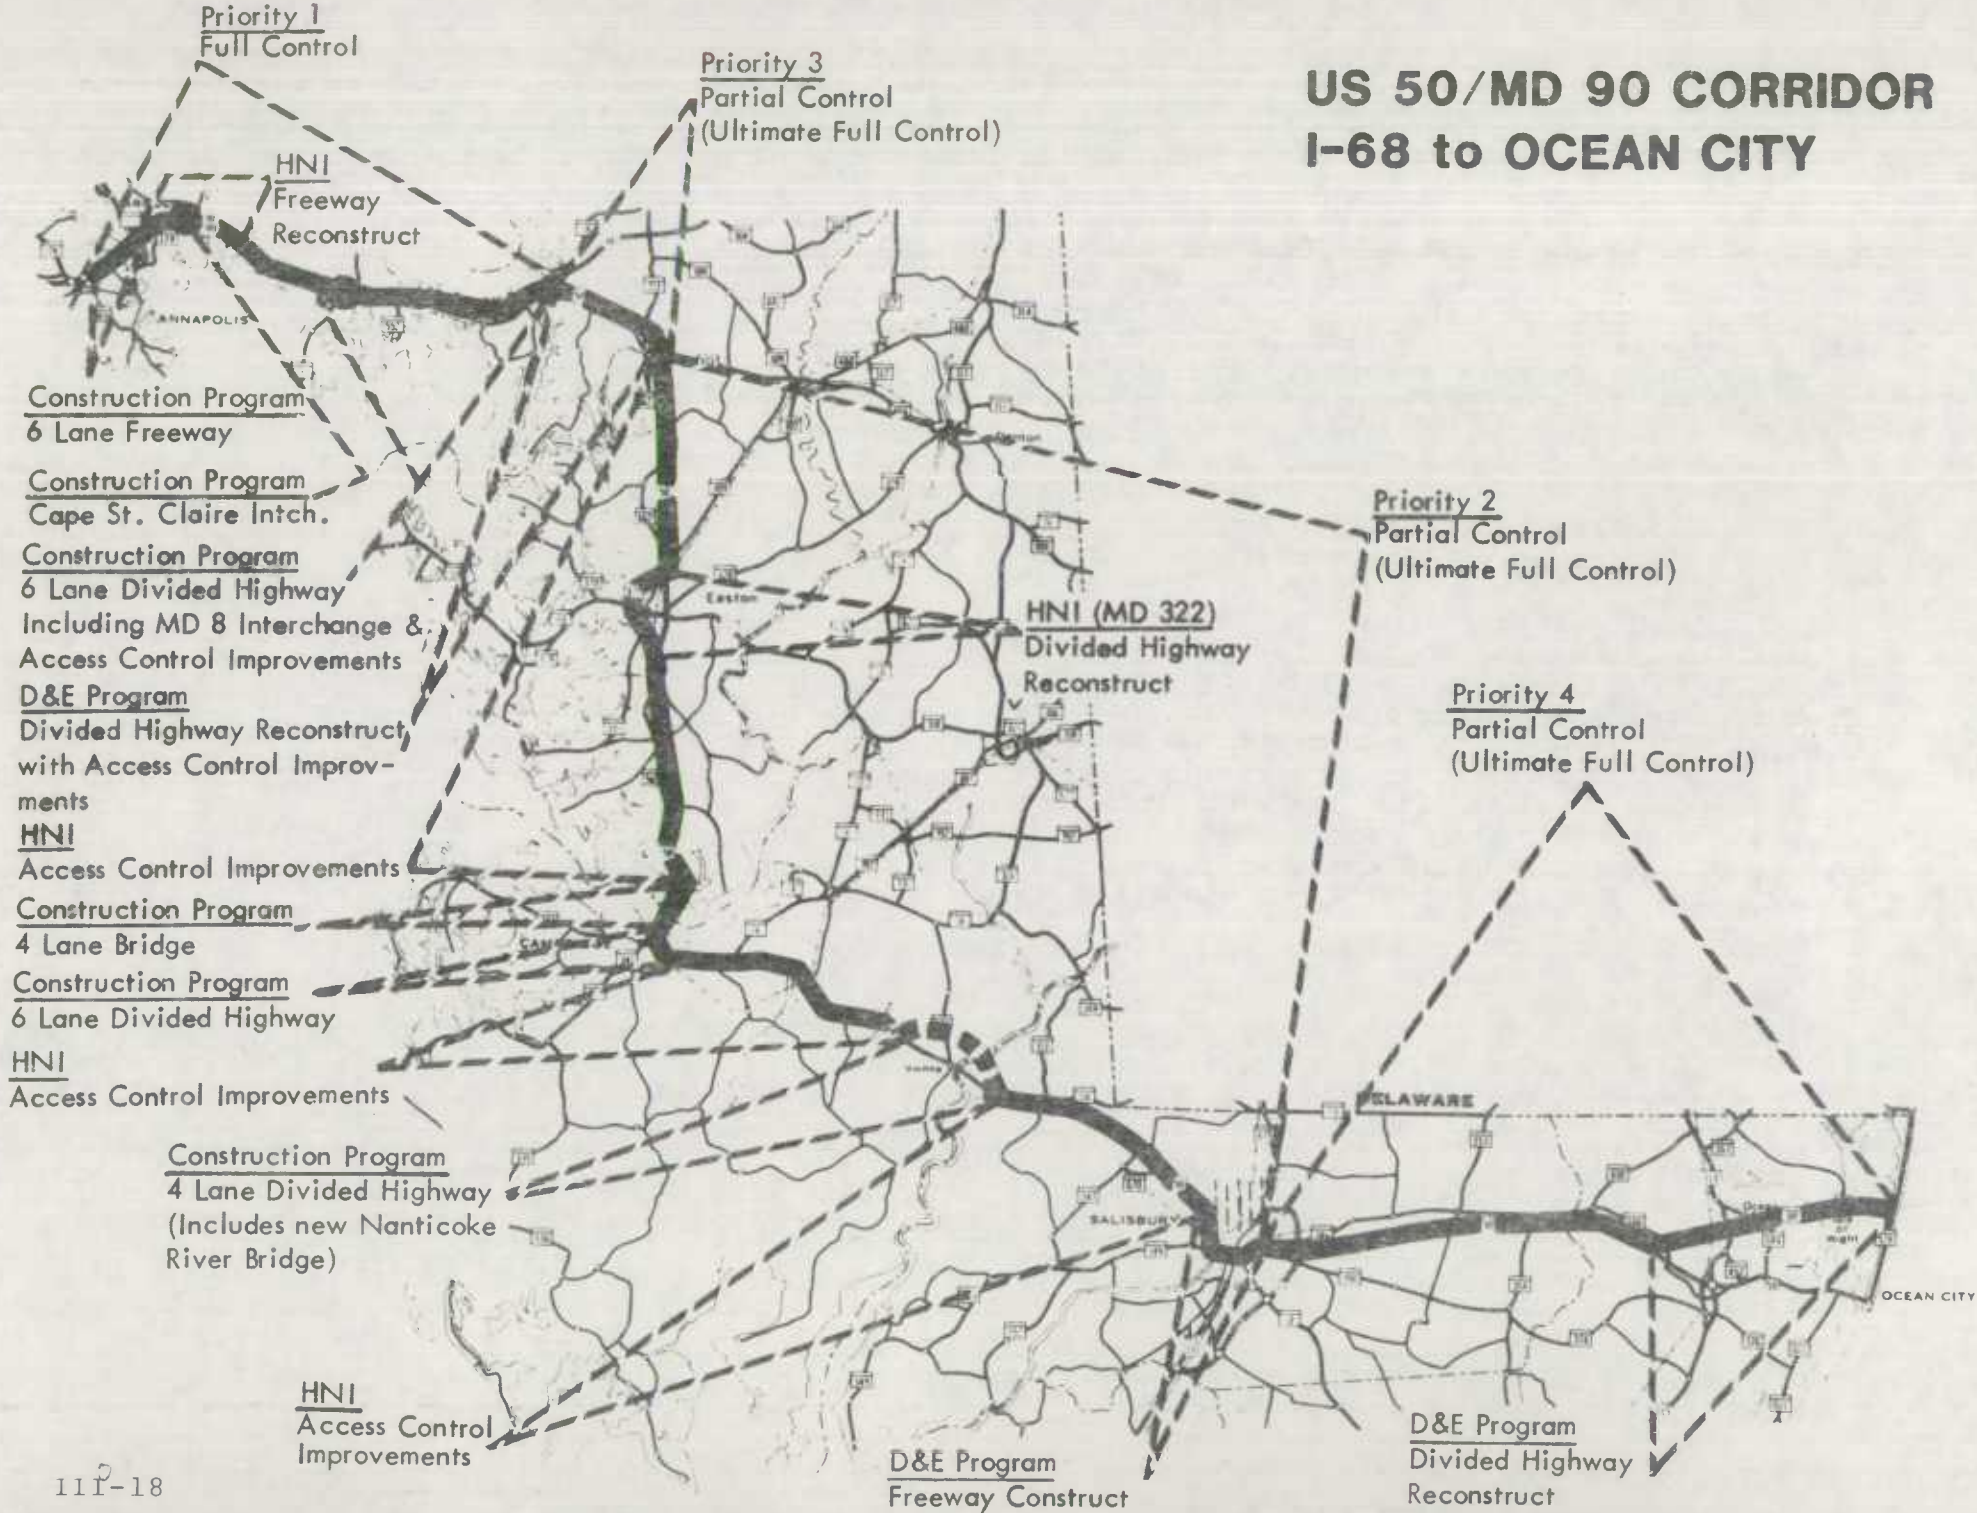 US 50/MD 90 CORRIDOR
I-68 to OCEAN CITY
Priority 1
Full Control
Priority 3
Partial Control
(Ultimate Full Control)
HNI
Freeway
Reconstruct
ANNAPOLIS
Construction Program
6 Lane Freeway
Construction Program
Cape St. Claire Intch.
Construction Program
6 Lane Divided Highway
Including MD 8 Interchange &
Access Control Improvements
D&E Program
Divided Highway Reconstruct
with Access Control Improv-
ments
HNI
Access Control Improvements
Construction Program
4 Lane Bridge
Construction Program
6 Lane Divided Highway
HNI
Access Control Improvements
Construction Program
4 Lane Divided Highway
(Includes new Nanticoke
River Bridge)
HNI
Access Control
Improvements
Denton
Priority 2
Partial Control
(Ultimate Full Control)
Easton
HNI (MD 322)
Divided Highway
Reconstruct
Priority 4
Partial Control
(Ultimate Full Control)
DELAWARE
SALISBURY
OCEAN CITY
D&E Program
Freeway Construct
D&E Program
Divided Highway
Reconstruct
III-18